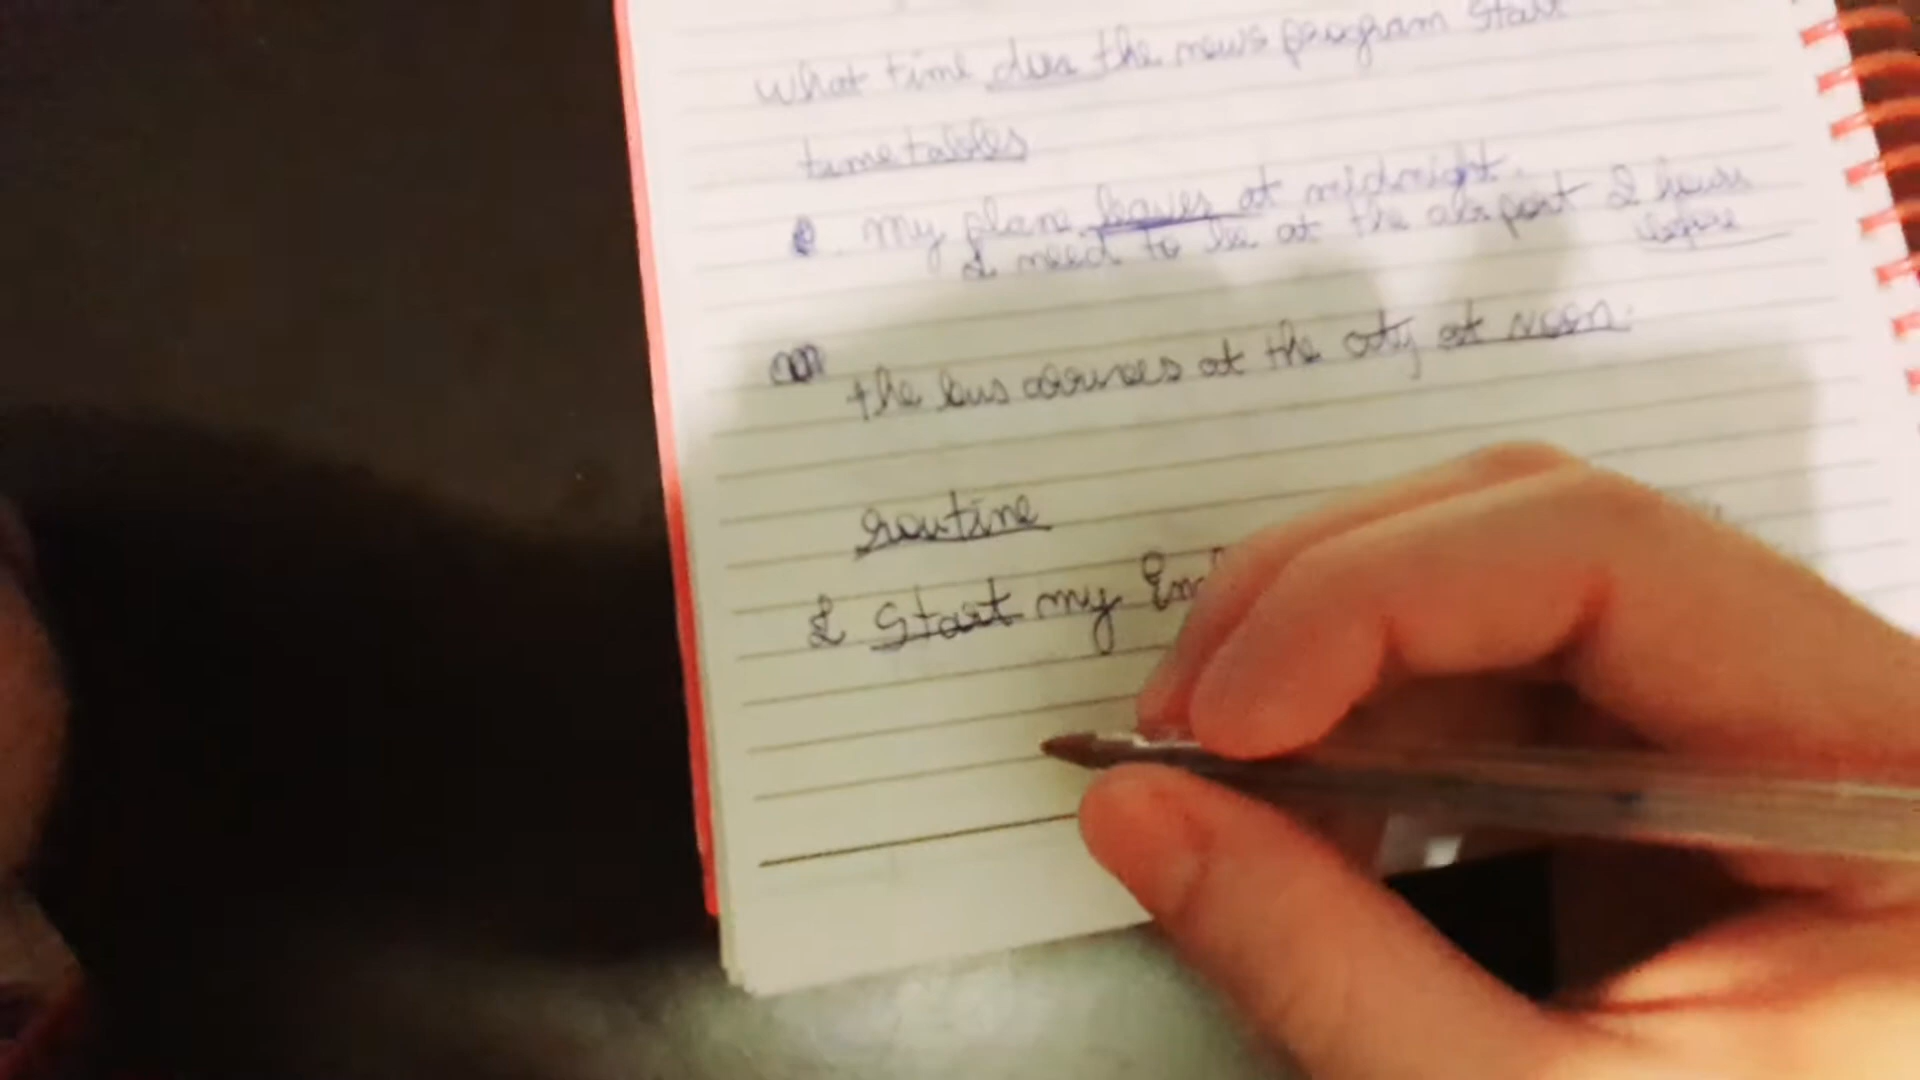 What time does the news program start
timetables
My plane leaves at midnight.
I need to be at the airport 2 hours
before
the bus arrives at the city at noon.
routine
I start my